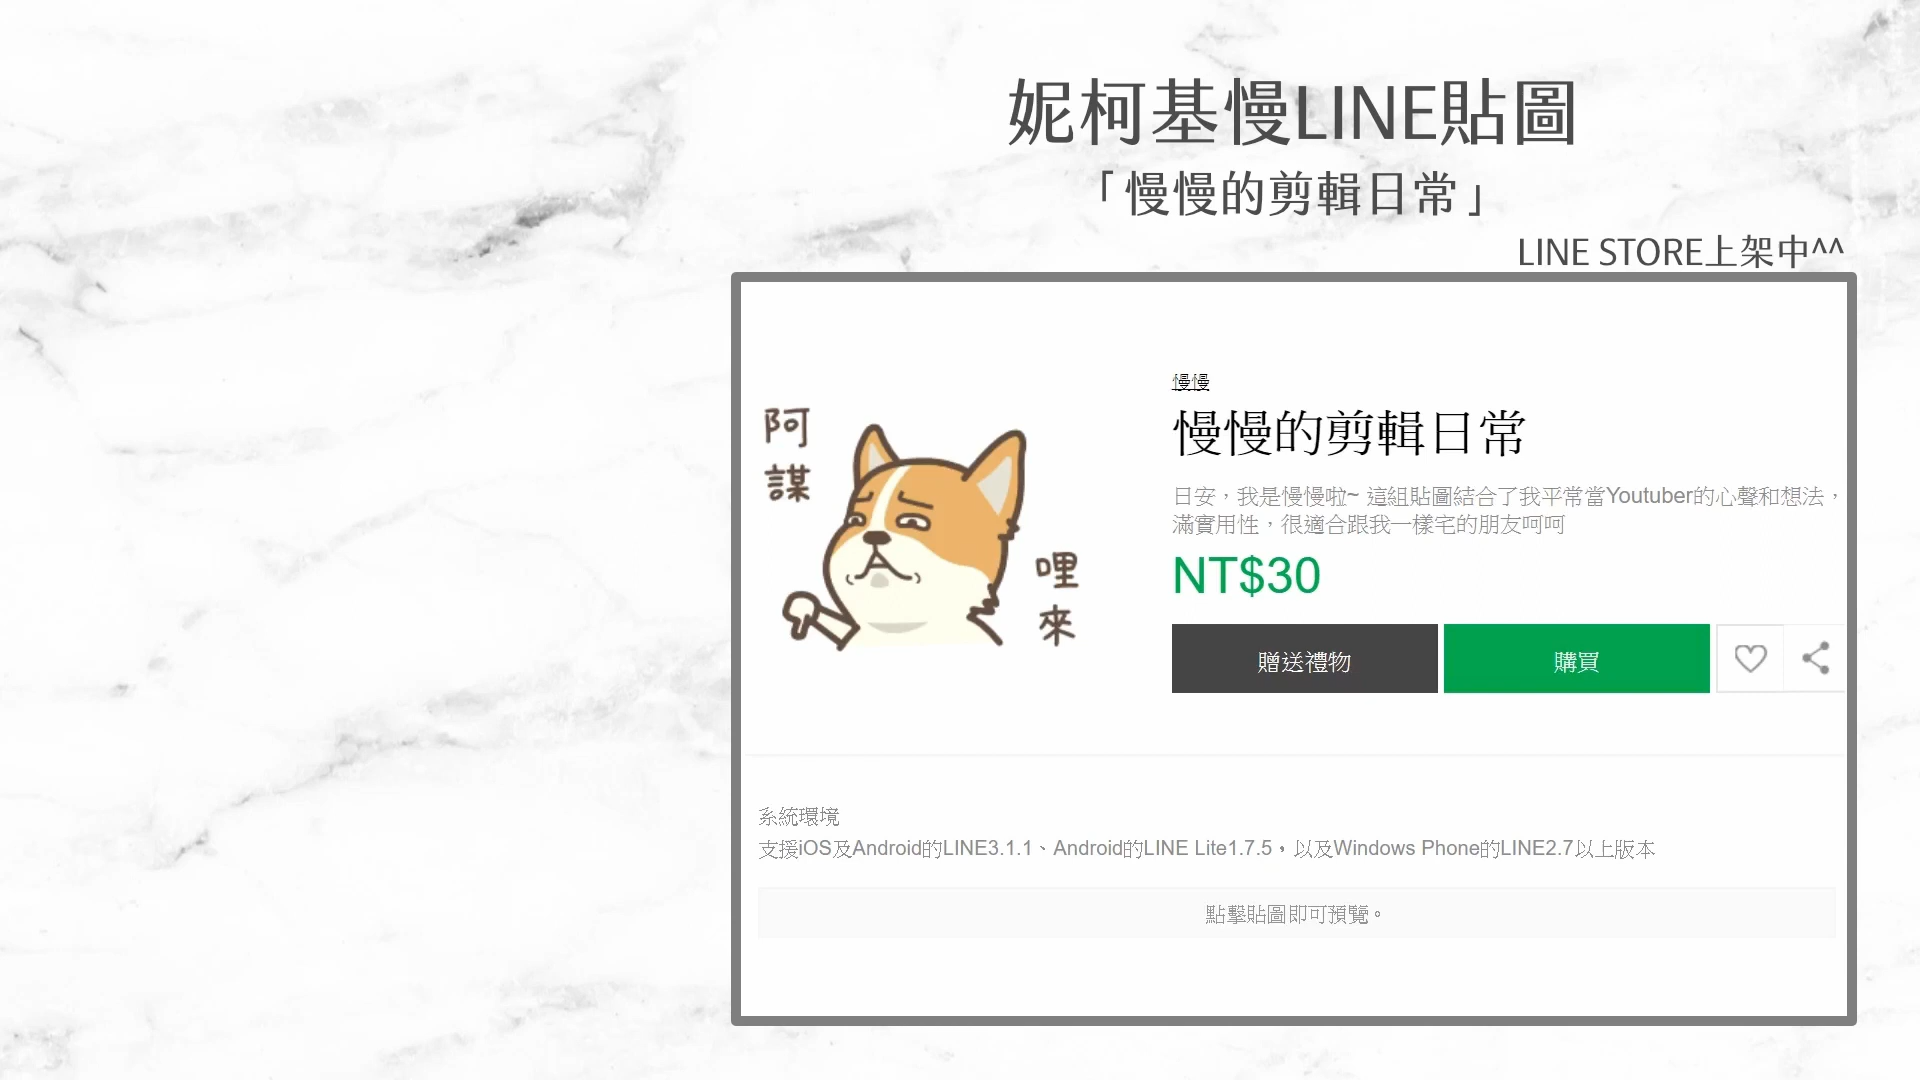 妮柯基慢LINE貼圖
「慢慢的剪輯日常」
LINE STORE上架中^^
阿謀
哩來
慢慢
慢慢的剪輯日常
日安，我是慢慢啦~ 這組貼圖結合了我平常當Youtuber的心聲和想法，
滿實用性，很適合跟我一樣宅的朋友呵呵
NT$30
贈送禮物
購買
系統環境
支援iOS及Android的LINE3.1.1、Android的LINE Lite1.7.5，以及Windows Phone的LINE2.7以上版本
點擊貼圖即可預覽。